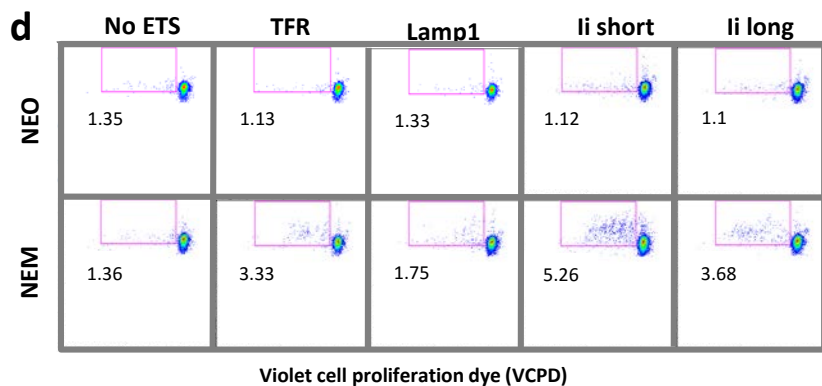 d
No ETS TFR Lamp1 Ii short Ii long
NEO
1.35 1.13 1.33 1.12 1.1
NEM
1.36 3.33 1.75 5.26 3.68
Violet cell proliferation dye (VCPD)